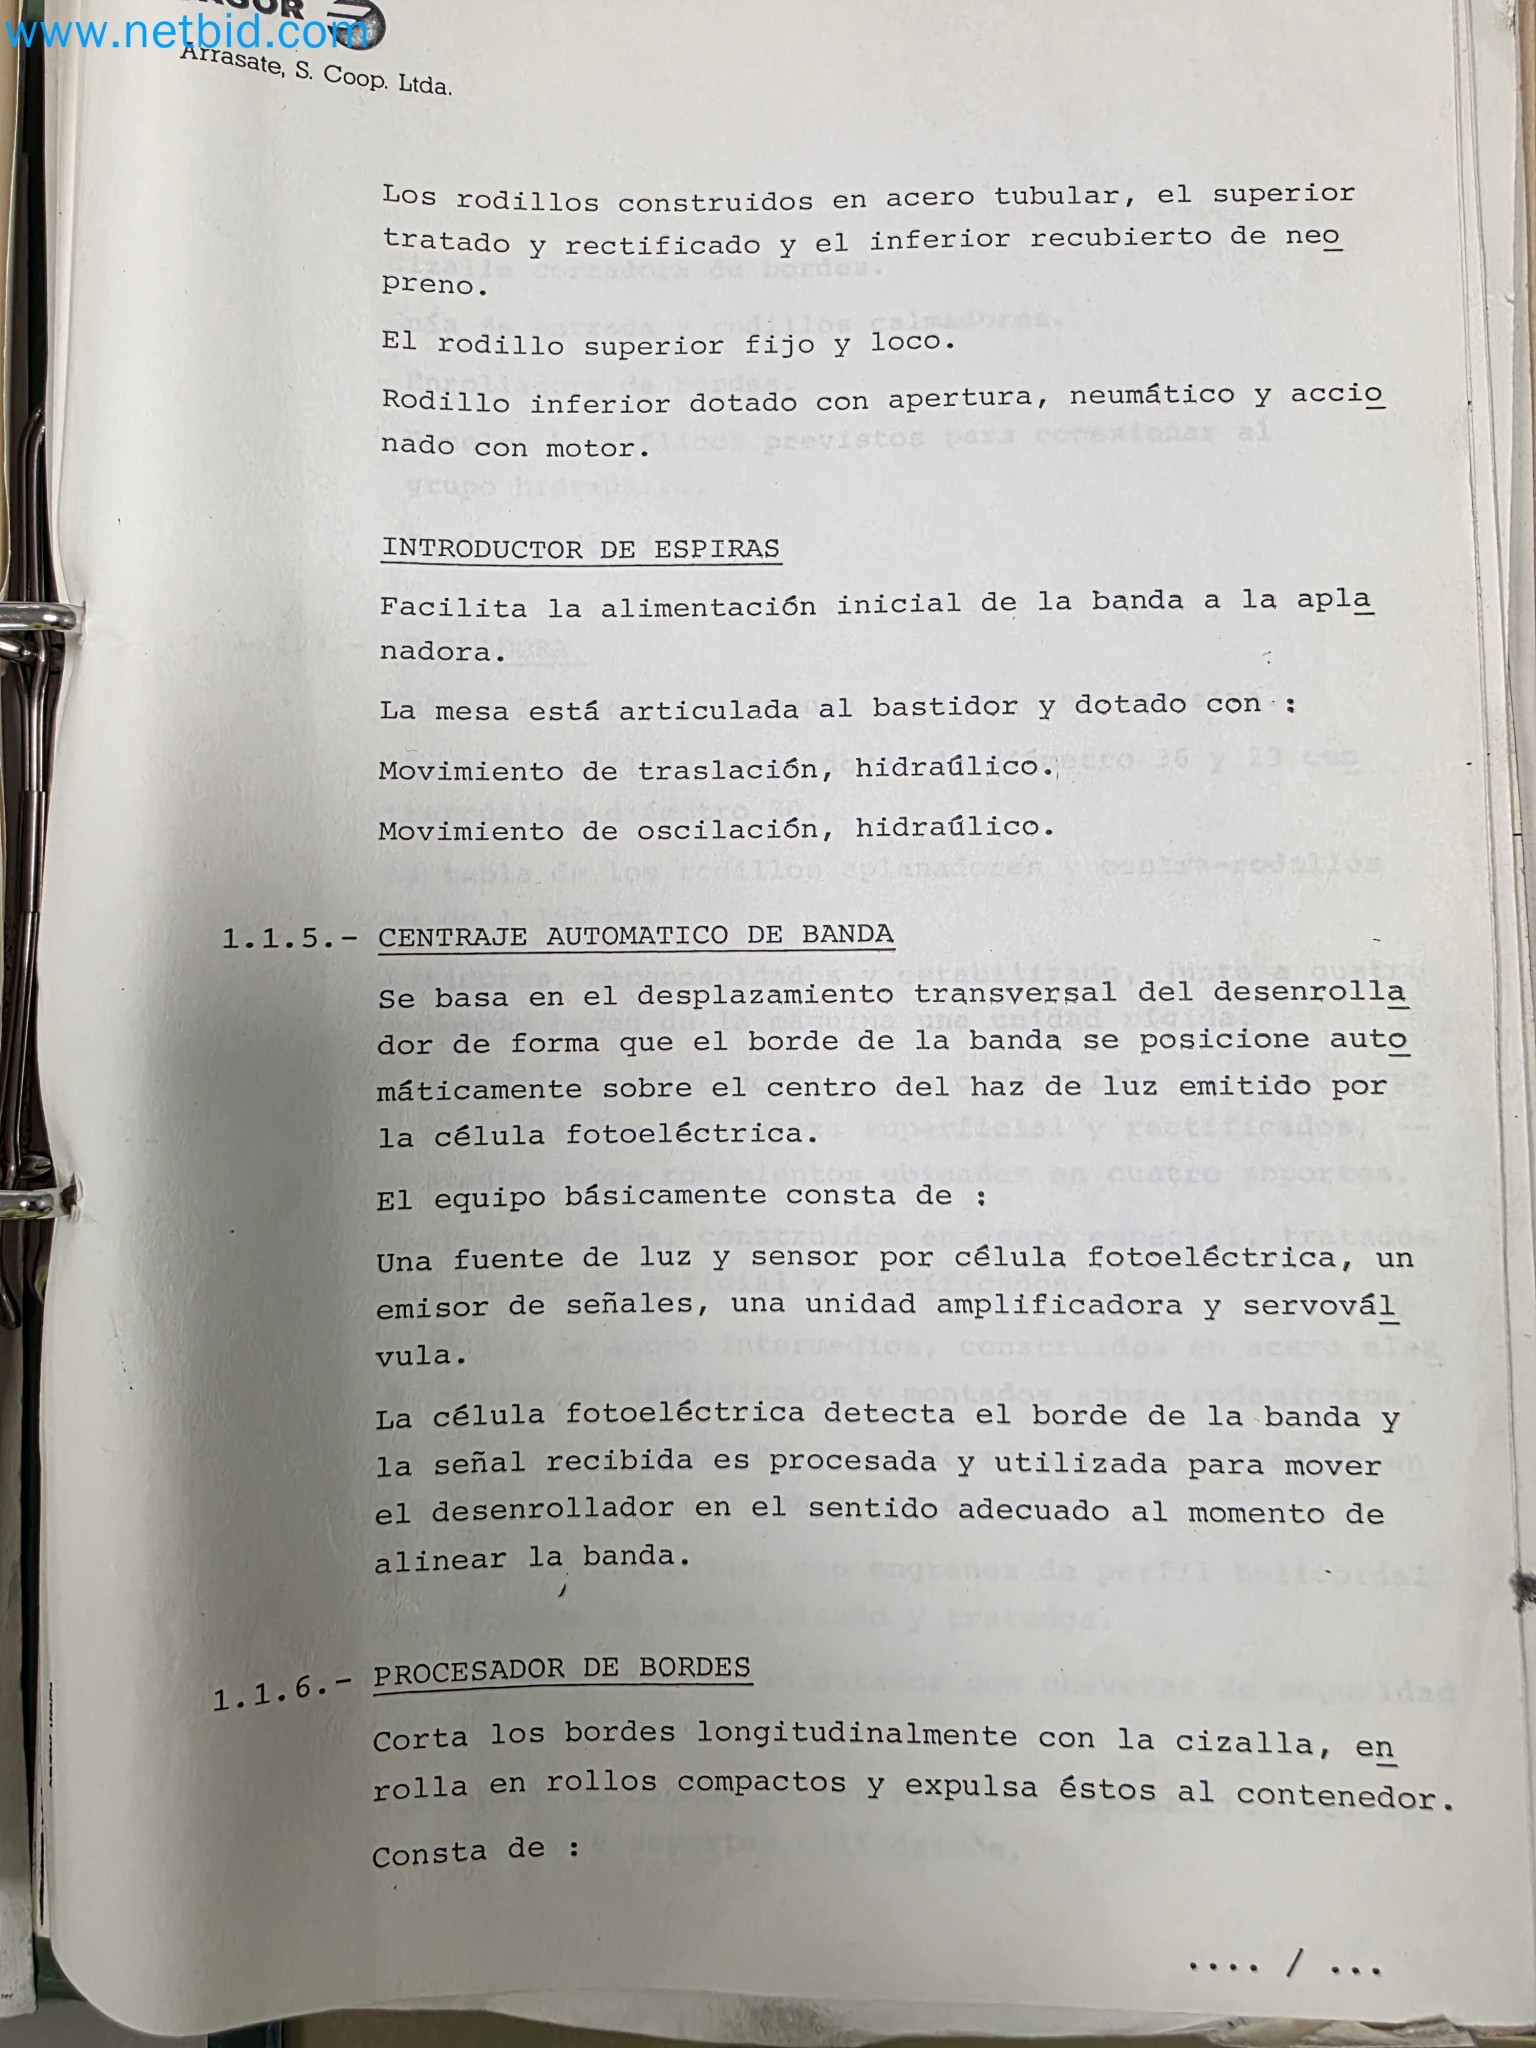 www.netbid.com
Arrasate, S. Coop. Ltda.
Los rodillos construidos en acero tubular, el superior
tratado y rectificado y el inferior recubierto de neo
preno.
El rodillo superior fijo y loco.
Rodillo inferior dotado con apertura, neumático y accio
nado con motor.
INTRODUCTOR DE ESPIRAS
Facilita la alimentación inicial de la banda a la apla
nadora.
La mesa está articulada al bastidor y dotado con :
Movimiento de traslación, hidraúlico.
Movimiento de oscilación, hidraúlico.
1.1.5.- CENTRAJE AUTOMATICO DE BANDA
Se basa en el desplazamiento transversal del desenrolla
dor de forma que el borde de la banda se posicione auto
máticamente sobre el centro del haz de luz emitido por
la célula fotoeléctrica.
El equipo básicamente consta de :
Una fuente de luz y sensor por célula fotoeléctrica, un
emisor de señales, una unidad amplificadora y servovál
vula.
La célula fotoeléctrica detecta el borde de la banda y
la señal recibida es procesada y utilizada para mover
el desenrollador en el sentido adecuado al momento de
alinear la banda.
1.1.6.- PROCESADOR DE BORDES
Corta los bordes longitudinalmente con la cizalla, en
rolla en rollos compactos y expulsa éstos al contenedor.
Consta de :
.... / ...